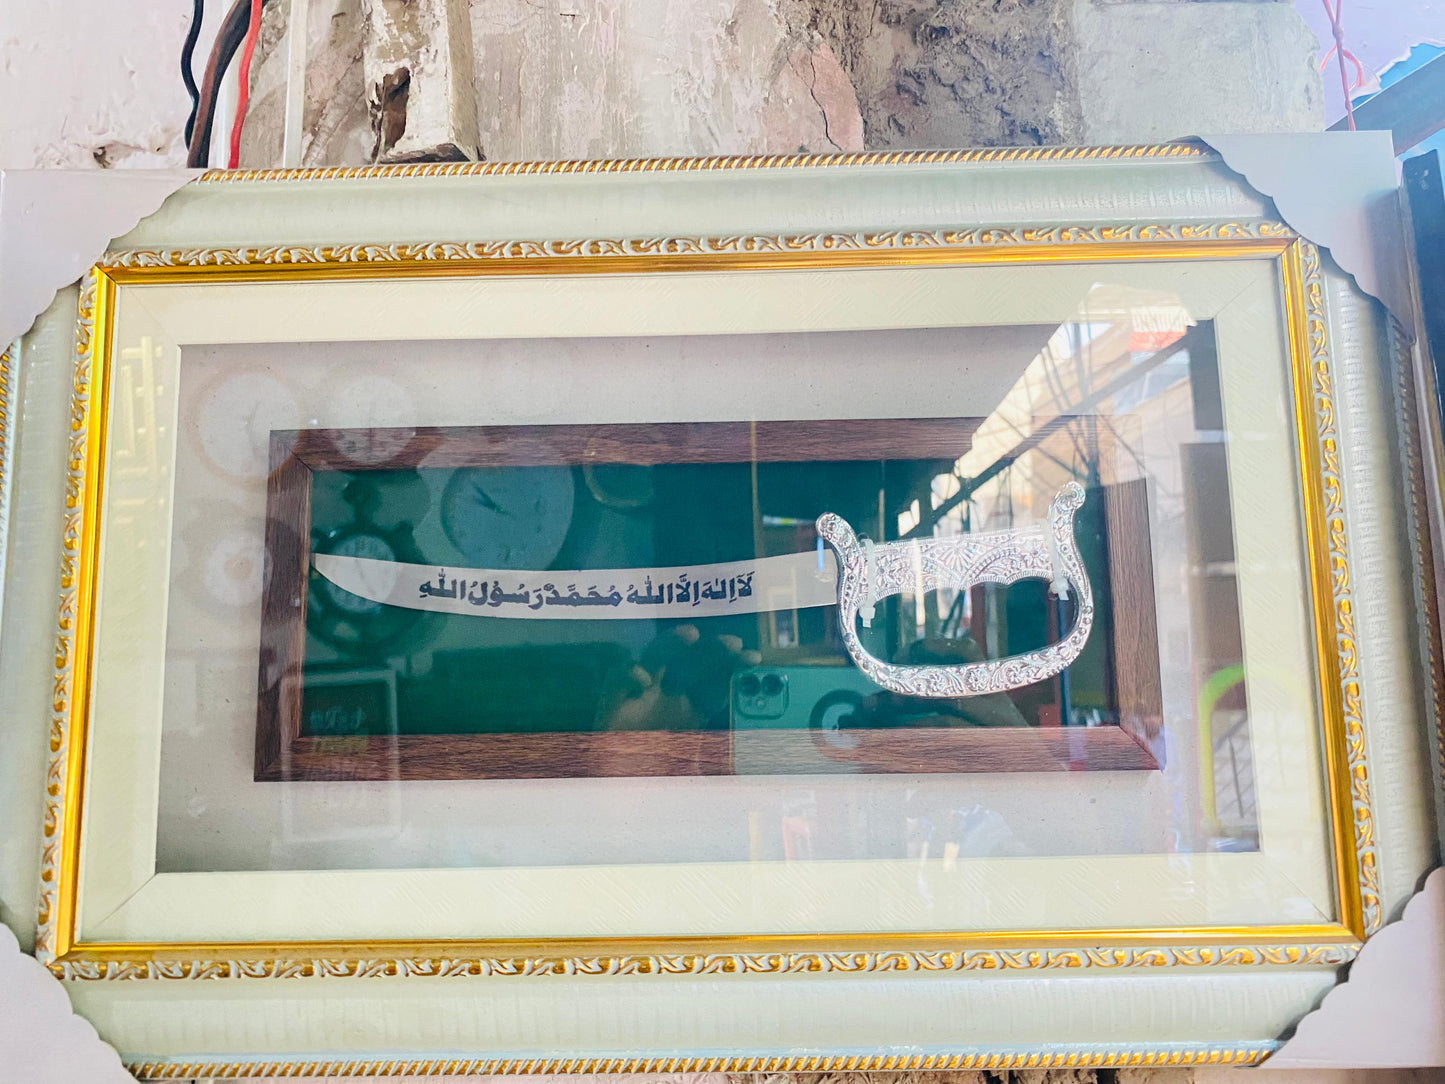 لَآ اِلٰهَ اِلَّا اللّٰهُ مُحَمَّدٌ رَسُوْلُ اللّٰهِ